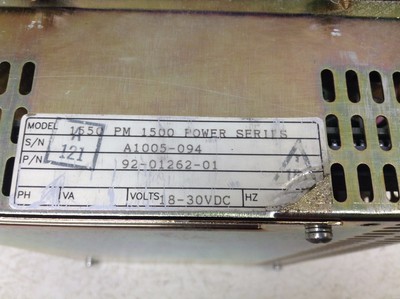 MODEL 1550 PM 1500 POWER SERIES
S/N A1005-094
P/N 92-01262-01
PH VA VOLTS 18-30VDC HZ
A
121
A